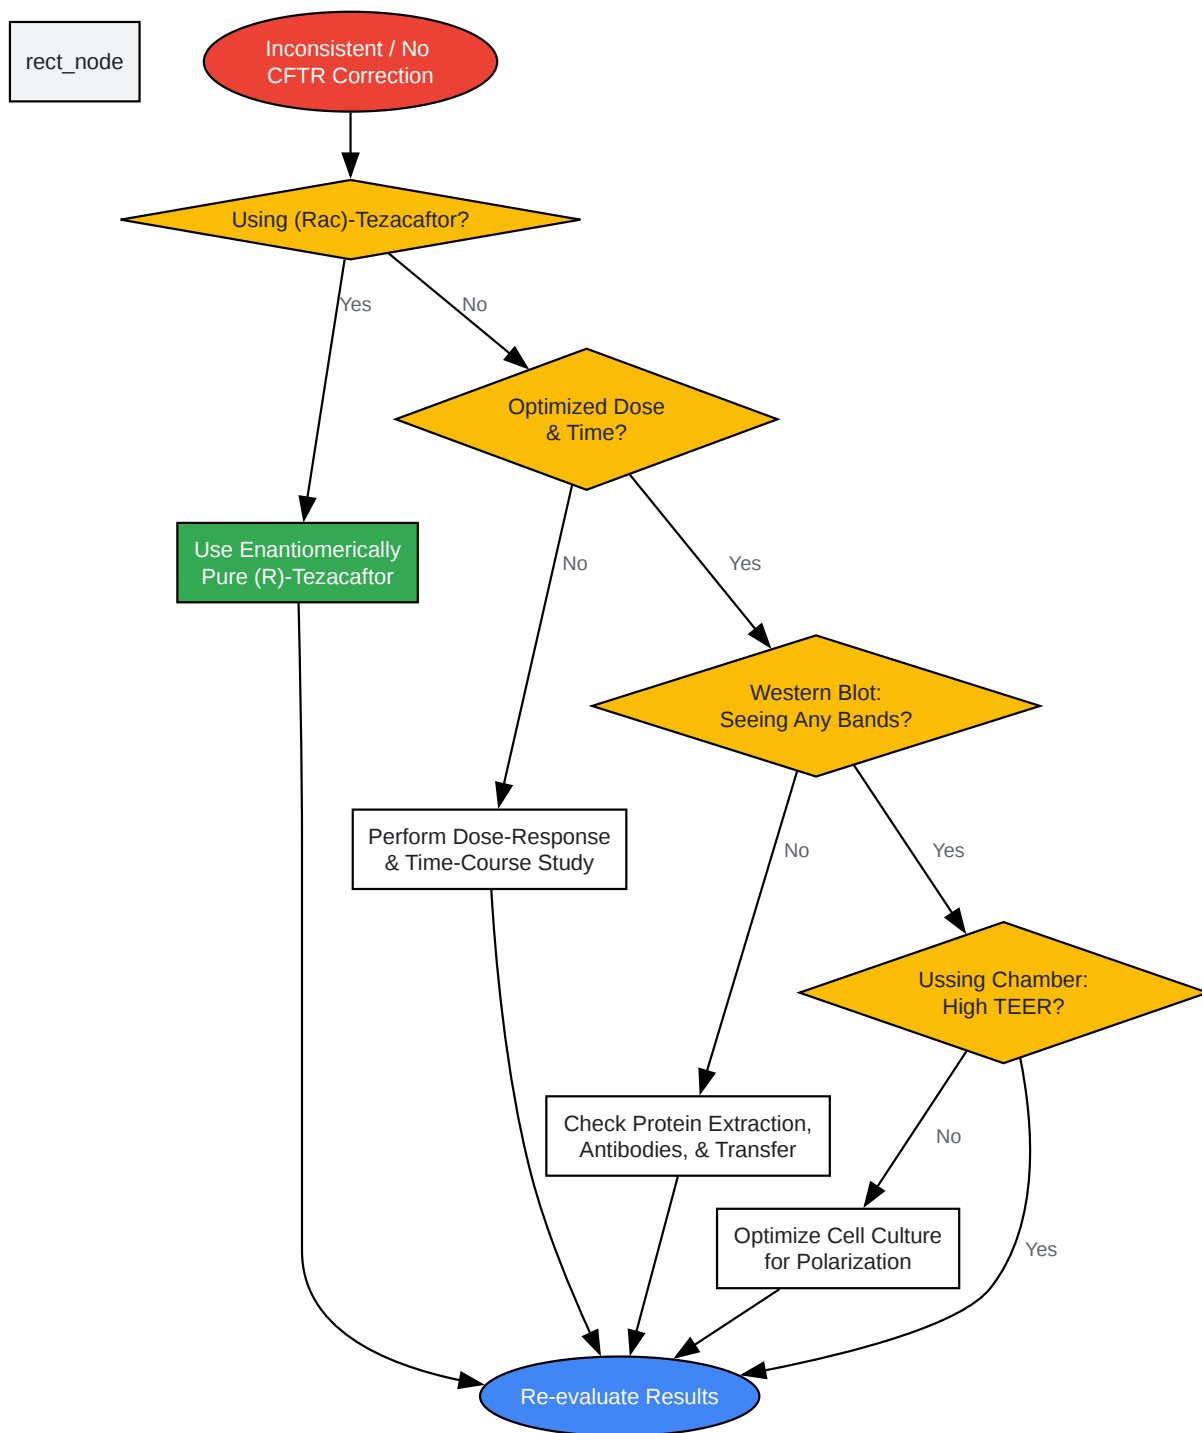 rect_node
Inconsistent / No
CFTR Correction
Using (Rac)-Tezacaftor?
Yes
No
Optimized Dose
& Time?
Use Enantiomerically
Pure (R)-Tezacaftor
No
Yes
Western Blot:
Seeing Any Bands?
Perform Dose-Response
& Time-Course Study
No
Yes
Ussing Chamber:
High TEER?
Check Protein Extraction,
Antibodies, & Transfer
No
Optimize Cell Culture
for Polarization
Yes
Re-evaluate Results